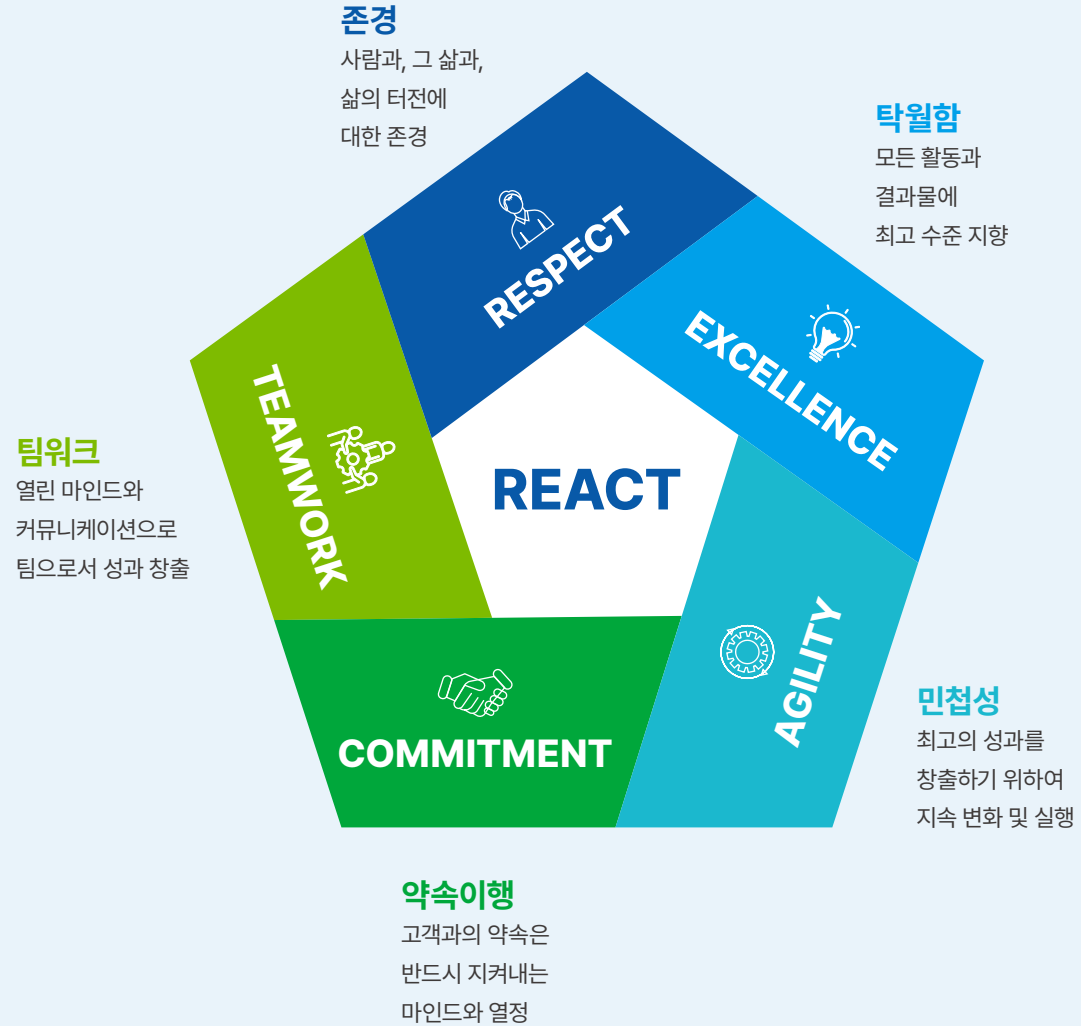 존경
사람과, 그 삶과,
삶의 터전에
대한 존경
탁월함
모든 활동과
결과물에
최고 수준 지향
RESPECT
EXCELLENCE
TEAMWORK
REACT
팀워크
열린 마인드와
커뮤니케이션으로
팀으로서 성과 창출
AGILITY
COMMITMENT
민첩성
최고의 성과를
창출하기 위하여
지속 변화 및 실행
약속이행
고객과의 약속은
반드시 지켜내는
마인드와 열정